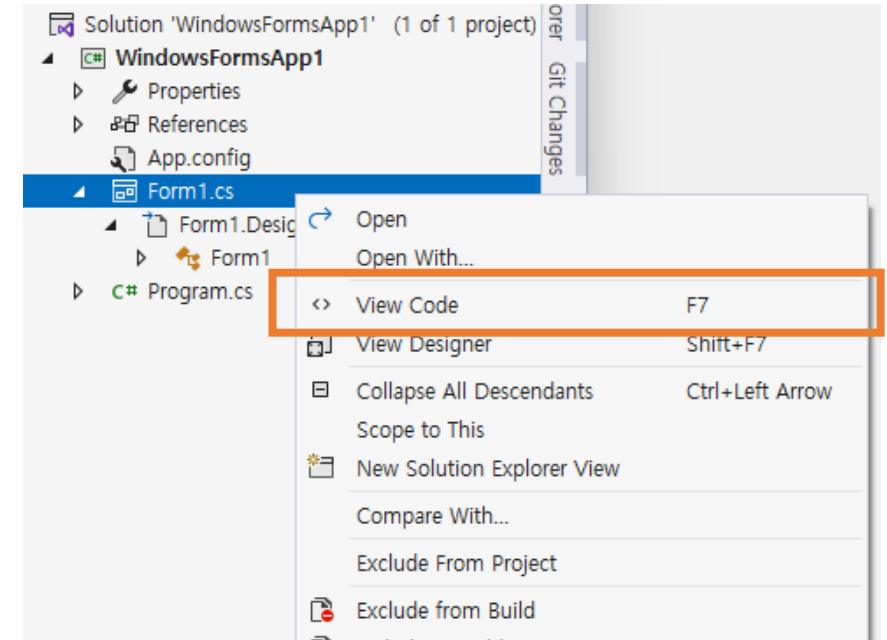 Solution 'WindowsFormsApp1' (1 of 1 project)
C# WindowsFormsApp1
Properties
References
App.config
Form1.cs
Form1.Desig
Form1
C# Program.cs
orer
Git Changes
Open
Open With...
View Code F7
View Designer Shift+F7
Collapse All Descendants Ctrl+Left Arrow
Scope to This
New Solution Explorer View
Compare With...
Exclude From Project
Exclude from Build